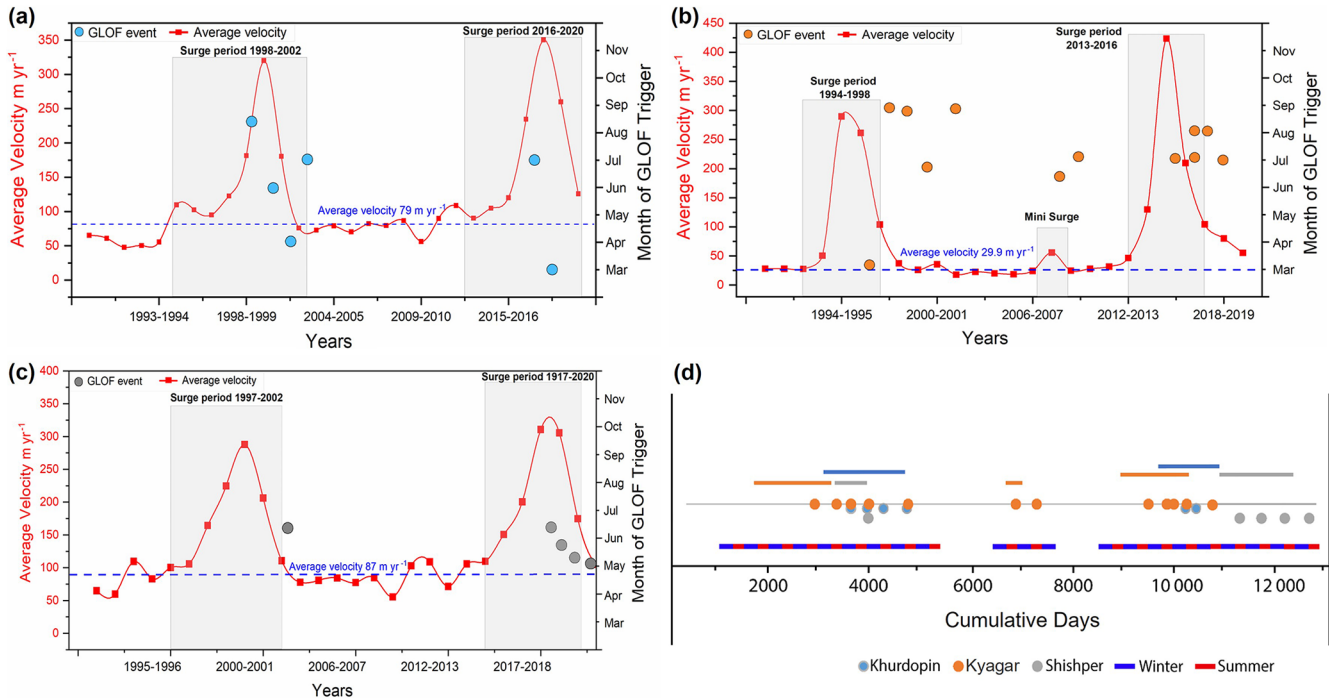 (a)
GLOF event
Average velocity
Surge period 2016-2020
Surge period 1998-2002
Average velocity 79 m yr-1
Average Velocity m yr-1
350
300
250
200
150
100
50
0
Nov
Oct
Sep
Aug
Jul
Jun
May
Apr
Mar
Month of GLOF Trigger
1993-1994
1998-1999
2004-2005
2009-2010
2015-2016
Years
(b)
GLOF event
Average velocity
Surge period
2013-2016
Surge period
1994-1998
Mini Surge
Average velocity 29.9 m yr-1
Average Velocity m yr-1
450
400
350
300
250
200
150
100
50
0
Nov
Oct
Sep
Aug
Jul
Jun
May
Apr
Mar
Month of GLOF Trigger
1994-1995
2000-2001
2006-2007
2012-2013
2018-2019
Years
(c)
GLOF event
Average velocity
Surge period 1917-2020
Surge period 1997-2002
Average velocity 87 m yr-1
Average Velocity m yr-1
400
350
300
250
200
150
100
50
0
Nov
Oct
Sep
Aug
Jul
Jun
May
Apr
Mar
Month of GLOF Trigger
1995-1996
2000-2001
2006-2007
2012-2013
2017-2018
Years
(d)
2000
4000
6000
8000
10 000
12 000
Cumulative Days
Khurdopin
Kyagar
Shishper
Winter
Summer